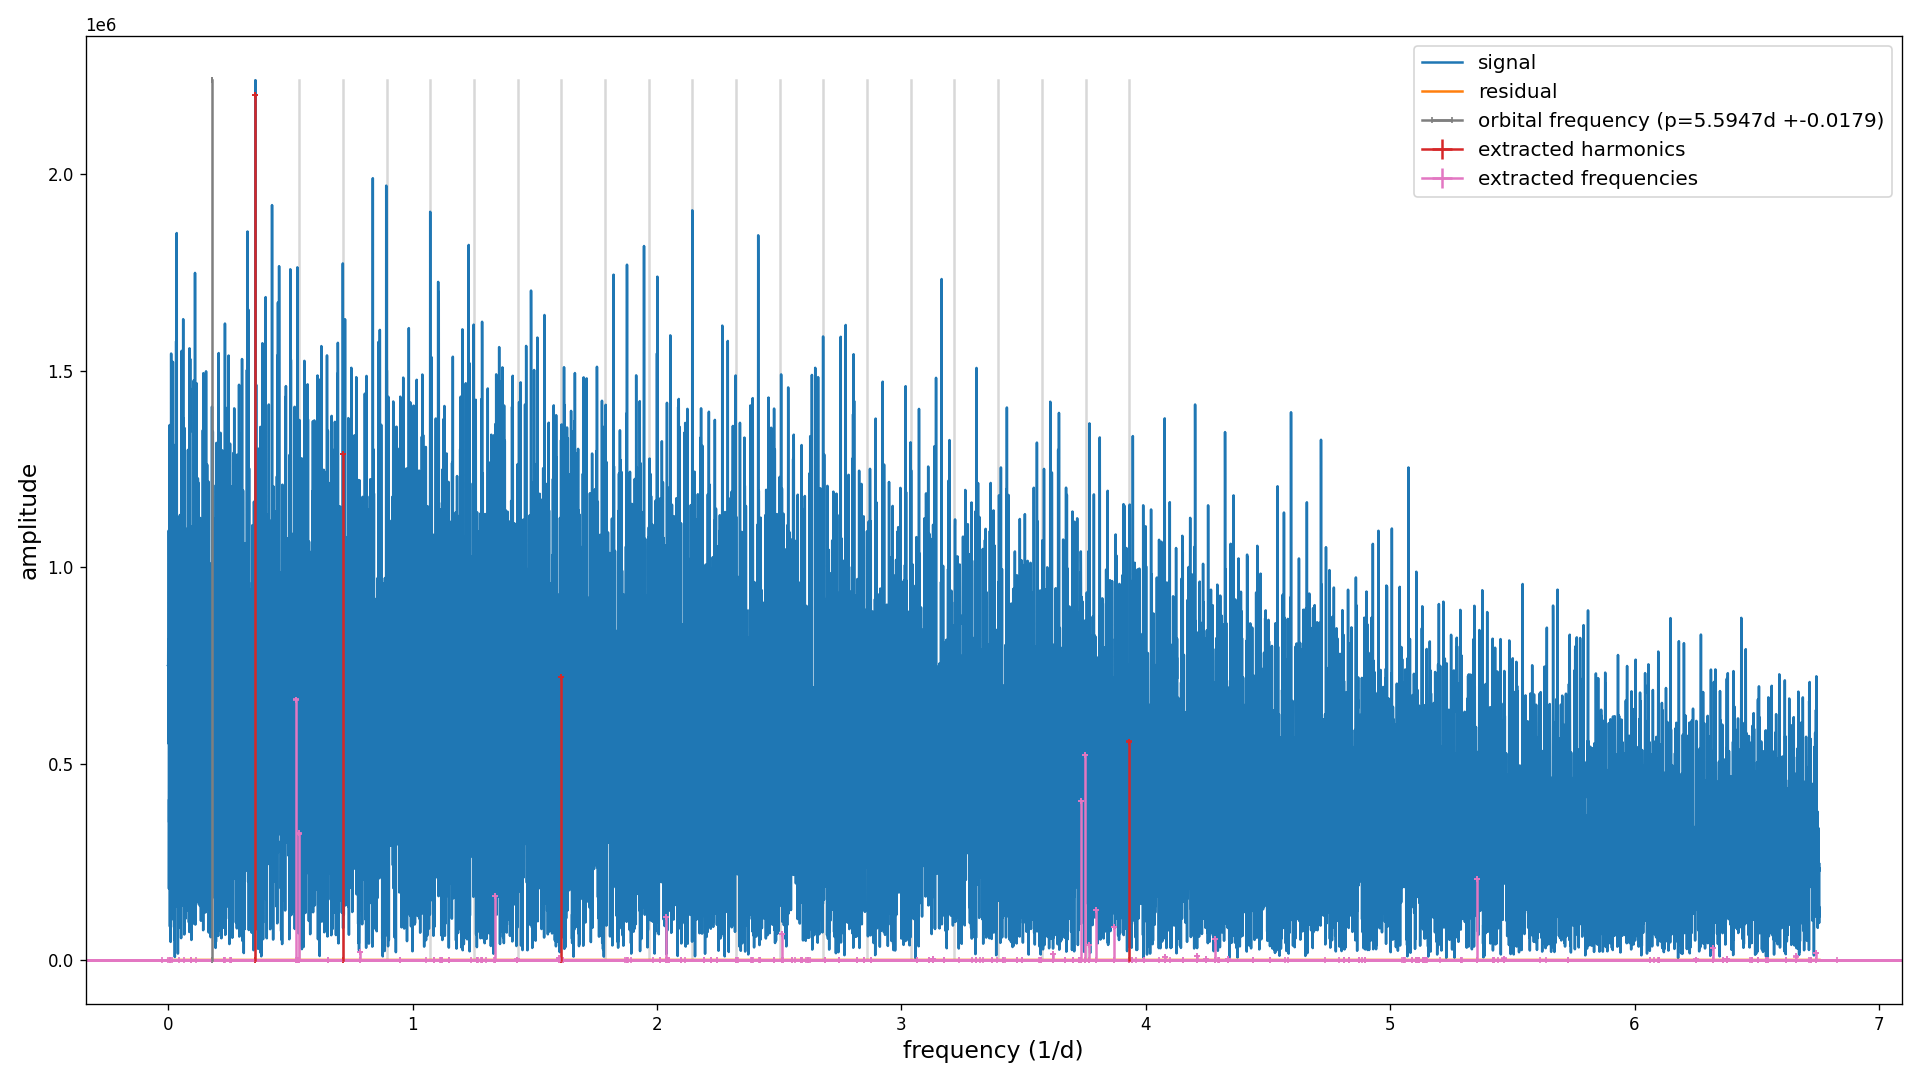 1e6
signal
residual
orbital frequency (p=5.5947d +-0.0179)
extracted harmonics
extracted frequencies
2.0
1.5
1.0
0.5
0.0
amplitude
0 1 2 3 4 5 6 7
frequency (1/d)